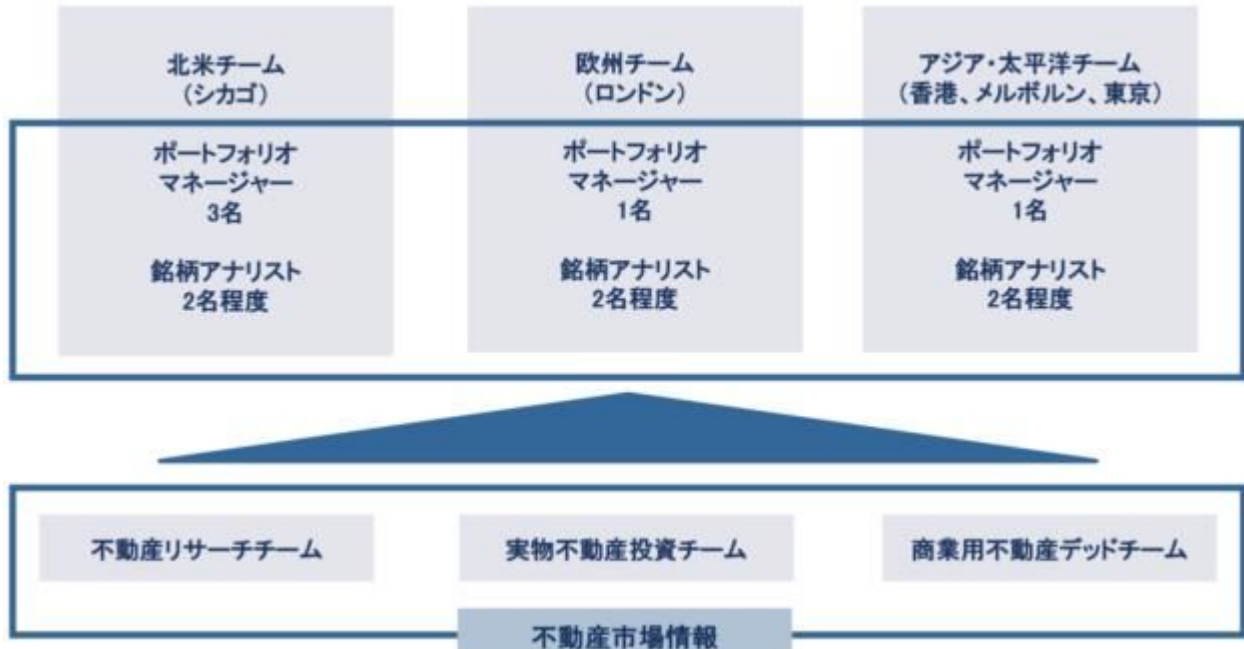 北米チーム
（シカゴ）
ポートフォリオ
マネージャー
3名
銘柄アナリスト
2名程度
欧州チーム
（ロンドン）
ポートフォリオ
マネージャー
1名
銘柄アナリスト
2名程度
アジア・太平洋チーム
（香港、メルボルン、東京）
ポートフォリオ
マネージャー
1名
銘柄アナリスト
2名程度
不動産リサーチチーム
実物不動産投資チーム
商業用不動産デッドチーム
不動産市場情報